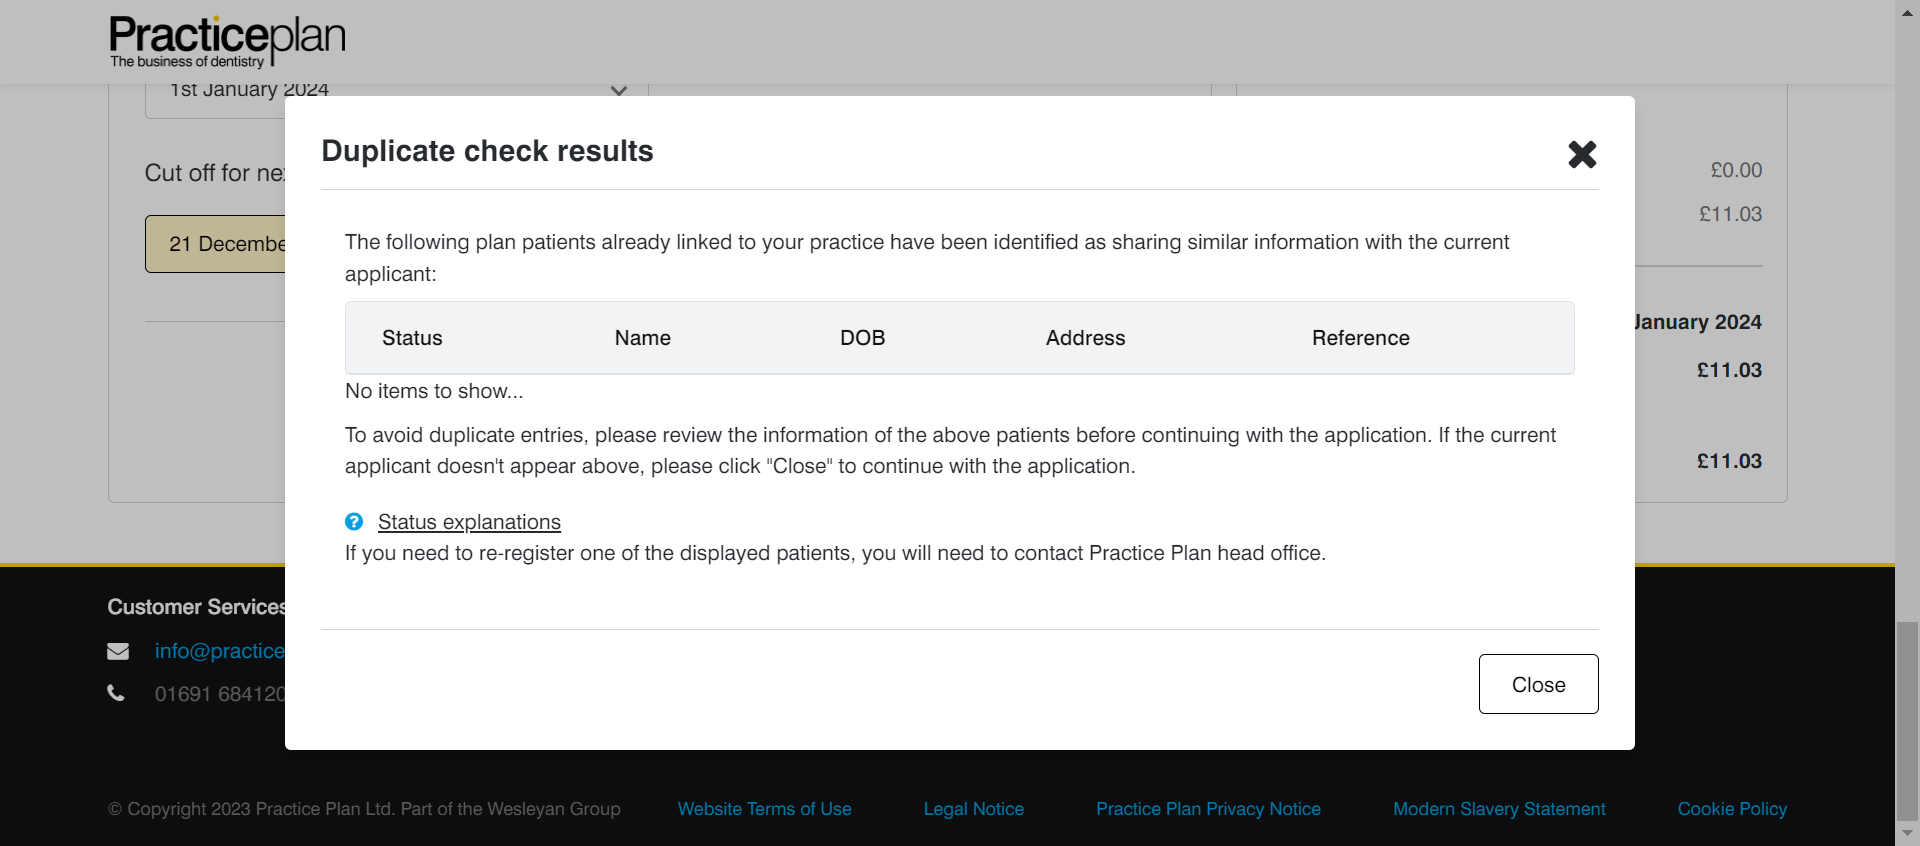 Practiceplan
The business of dentistry
1st January 2024
Cut off for
21
£0.00
£11.03
January 2024
£11.03
£11.03
Duplicate check results
The following plan patients already linked to your practice have been identified as sharing similar information with the current
applicant:
Status Name DOB Address Reference
No items to show...
To avoid duplicate entries, please review the information of the above patients before continuing with the application. If the current
applicant doesn't appear above, please click "Close" to continue with the application.
Status explanations
If you need to re-register one of the displayed patients, you will need to contact Practice Plan head office.
Close
Customer Services
info@practice
01691 684120
© Copyright 2023 Practice Plan Ltd. Part of the Wesleyan Group Website Terms of Use Legal Notice Practice Plan Privacy Notice Modern Slavery Statement Cookie Policy